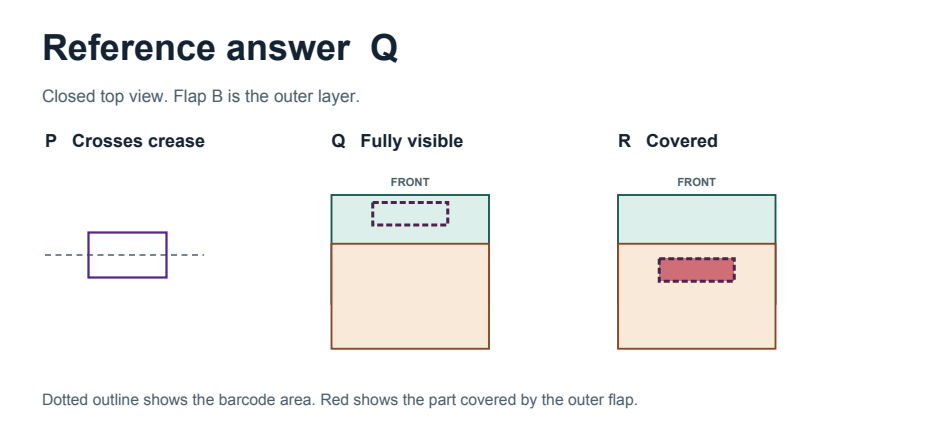 Reference answer Q
Closed top view. Flap B is the outer layer.
P Crosses crease
Q Fully visible
R Covered
FRONT
FRONT
Dotted outline shows the barcode area. Red shows the part covered by the outer flap.